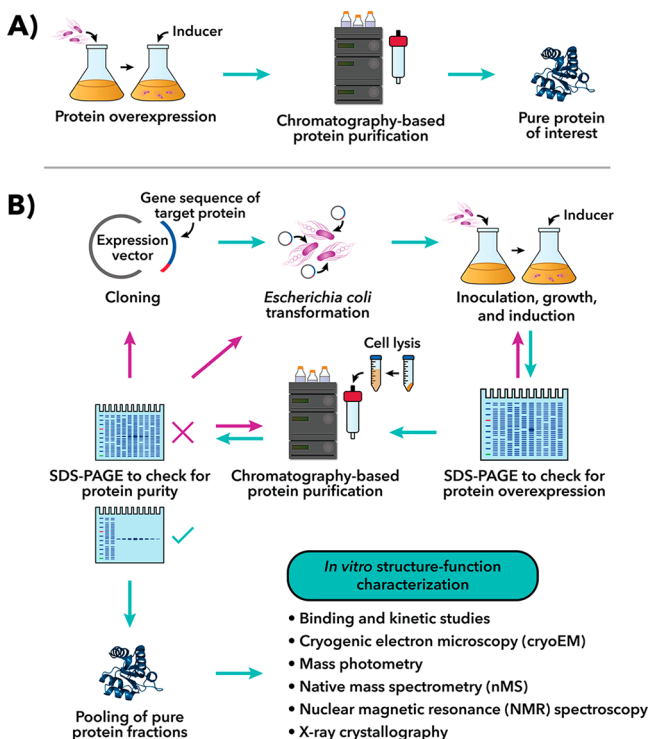 A)
Inducer
Protein overexpression
Chromatography-based
protein purification
Pure protein
of interest
B)
Gene sequence of
target protein
Expression
vector
Cloning
Escherichia coli
transformation
Inducer
Inoculation, growth,
and induction
Cell lysis
SDS-PAGE to check for
protein purity
Chromatography-based
protein purification
SDS-PAGE to check for
protein overexpression
In vitro structure-function
characterization
• Binding and kinetic studies
• Cryogenic electron microscopy (cryoEM)
• Mass photometry
• Native mass spectrometry (nMS)
• Nuclear magnetic resonance (NMR) spectroscopy
• X-ray crystallography
Pooling of pure
protein fractions